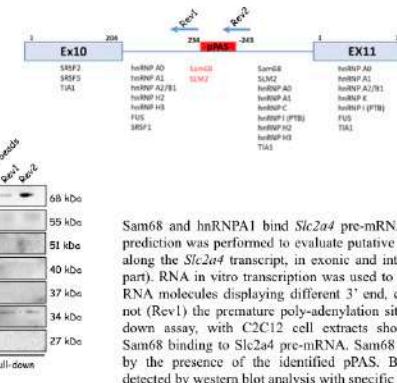 Rev1 Rev2
1 204 234 pPAS -243 1
Ex10 EX11
SRSF2
SRSF5
TIA1
hnRNP A0
hnRNP A1
hnRNP A2/B1
hnRNP H2
hnRNP H3
FUS
SRSF1
Sam68
SLM2
Sam68
SLM2
hnRNP A0
hnRNP A1
hnRNP C
hnRNP I (PTB)
hnRNP H2
hnRNP H3
TIA1
hnRNP A0
hnRNP A1
hnRNP A2/B1
hnRNP K
hnRNP I (PTB)
FUS
TIA1
beads
Rev1 Rev2
68 kDa
55 kDa
51 kDa
40 kDa
37 kDa
34 kDa
27 kDa
ll-down
Sam68 and hnRNPA1 bind Slc2a4 pre-mRNA
prediction was performed to evaluate putative
along the Slc2a4 transcript, in exonic and int
part). RNA in vitro transcription was used to
RNA molecules displaying different 3' end, c
not (Rev1) the premature poly-adenylation sit
down assay, with C2C12 cell extracts sho
Sam68 binding to Slc2a4 pre-mRNA. Sam68
by the presence of the identified pPAS. B
detected by western blot analysis with specific